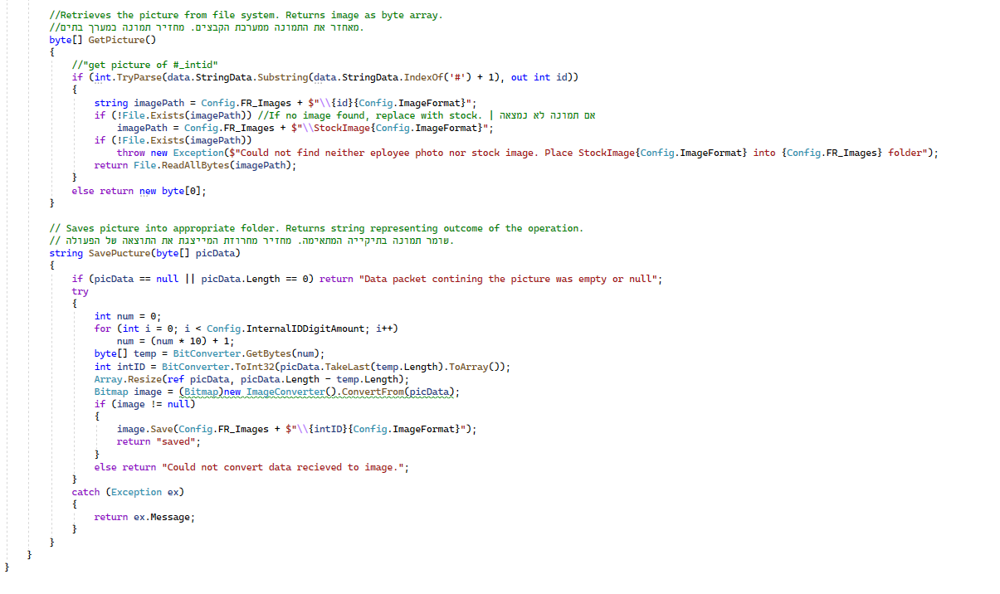 //Retrieves the picture from file system. Returns image as byte array.
//מאחזר את התמונה ממערכת הקבצים. מחזיר תמונה במערך בתים.
byte[] GetPicture()
{
//"get picture of #_intid"
if (int.TryParse(data.StringData.Substring(data.StringData.IndexOf('#') + 1), out int id))
{
string imagePath = Config.FR_Images + $"\\{id}{Config.ImageFormat}";
if (!File.Exists(imagePath)) //If no image found, replace with stock. | אם תמונה לא נמצאה
imagePath = Config.FR_Images + $"\\StockImage{Config.ImageFormat}";
if (!File.Exists(imagePath))
throw new Exception($"Could not find neither eployee photo nor stock image. Place StockImage{Config.ImageFormat} into {Config.FR_Images} folder");
return File.ReadAllBytes(imagePath);
}
else return new byte[0];
}
// Saves picture into appropriate folder. Returns string representing outcome of the operation.
// שומר תמונה בתיקייה המתאימה. מחזיר מחרוזת המייצגת את התוצאה של הפעולה.
string SavePucture(byte[] picData)
{
if (picData == null || picData.Length == 0) return "Data packet contining the picture was empty or null";
try
{
int num = 0;
for (int i = 0; i < Config.InternalIDDigitAmount; i++)
num = (num * 10) + 1;
byte[] temp = BitConverter.GetBytes(num);
int intID = BitConverter.ToInt32(picData.TakeLast(temp.Length).ToArray());
Array.Resize(ref picData, picData.Length - temp.Length);
Bitmap image = (Bitmap)new ImageConverter().ConvertFrom(picData);
if (image != null)
{
image.Save(Config.FR_Images + $"\\{intID}{Config.ImageFormat}");
return "saved";
}
else return "Could not convert data recieved to image.";
}
catch (Exception ex)
{
return ex.Message;
}
}
}
}